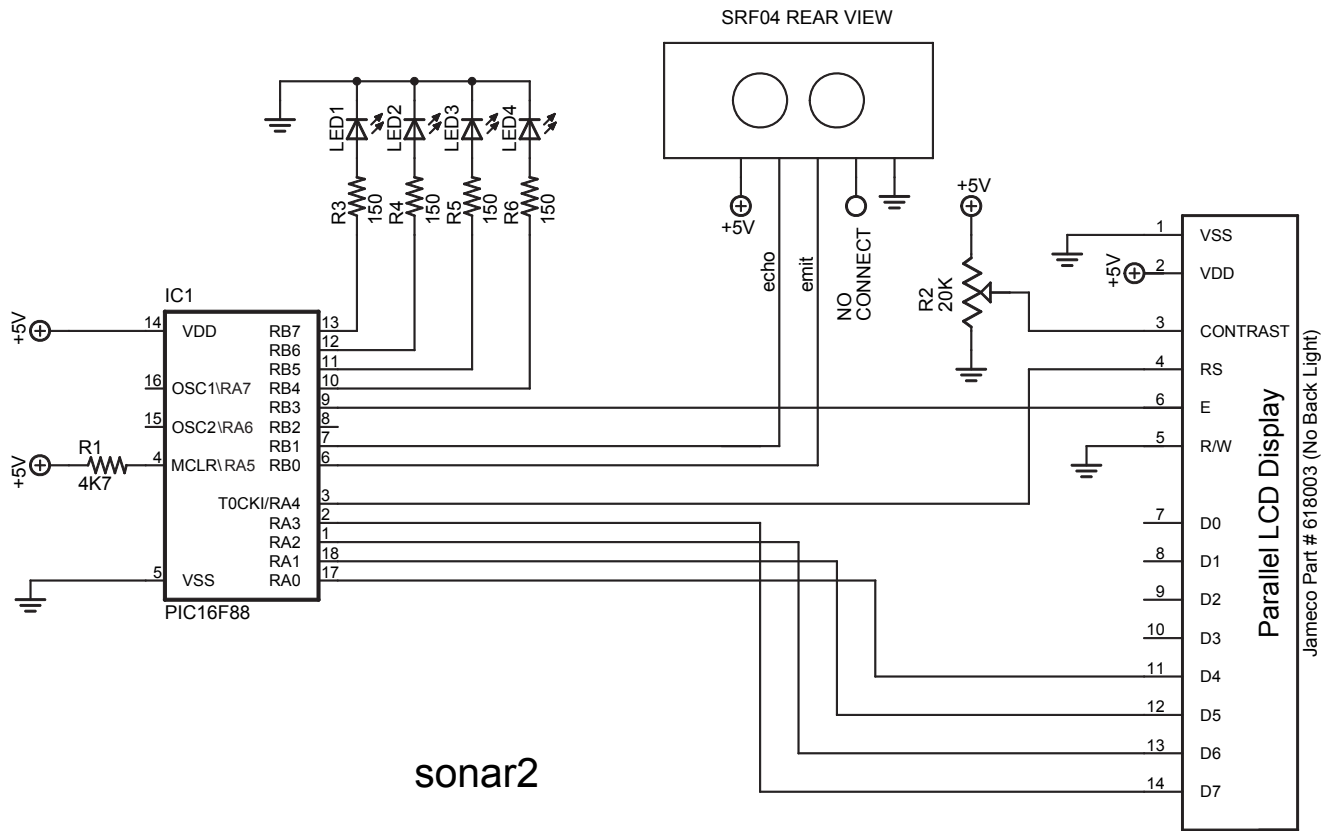 SRF04 REAR VIEW
LED1
LED2
LED3
LED4
R3
150
R4
150
R5
150
R6
150
+5V
echo
emit
NO
CONNECT
+5V
R2
20K
IC1
+5V
14
VDD
16
OSC1\RA7
15
OSC2\RA6
+5V
R1
4K7
4
MCLR\RA5
5
VSS
PIC16F88
RB7
13
RB6
12
RB5
11
RB4
10
RB3
9
RB2
8
RB1
7
RB0
6
T0CKI/RA4
3
RA3
2
RA2
1
RA1
18
RA0
17
1
VSS
+5V
2
VDD
3
CONTRAST
4
RS
6
E
5
R/W
7
D0
8
D1
9
D2
10
D3
11
D4
12
D5
13
D6
14
D7
Parallel LCD Display
Jameco Part # 618003 (No Back Light)
sonar2